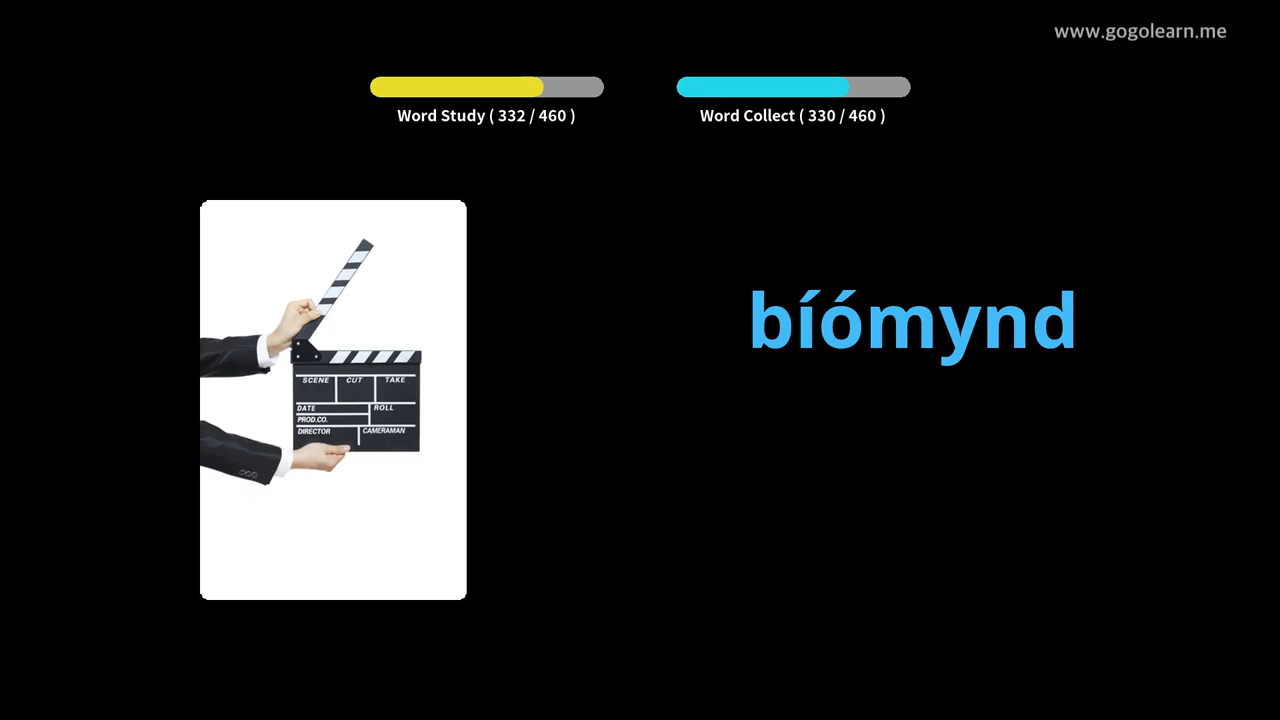 www.gogolearn.me
Word Study ( 332 / 460 )
Word Collect ( 330 / 460 )
bíómynd
SCENE CUT TAKE
DATE ROLL
PROD.CO.
DIRECTOR CAMERAMAN